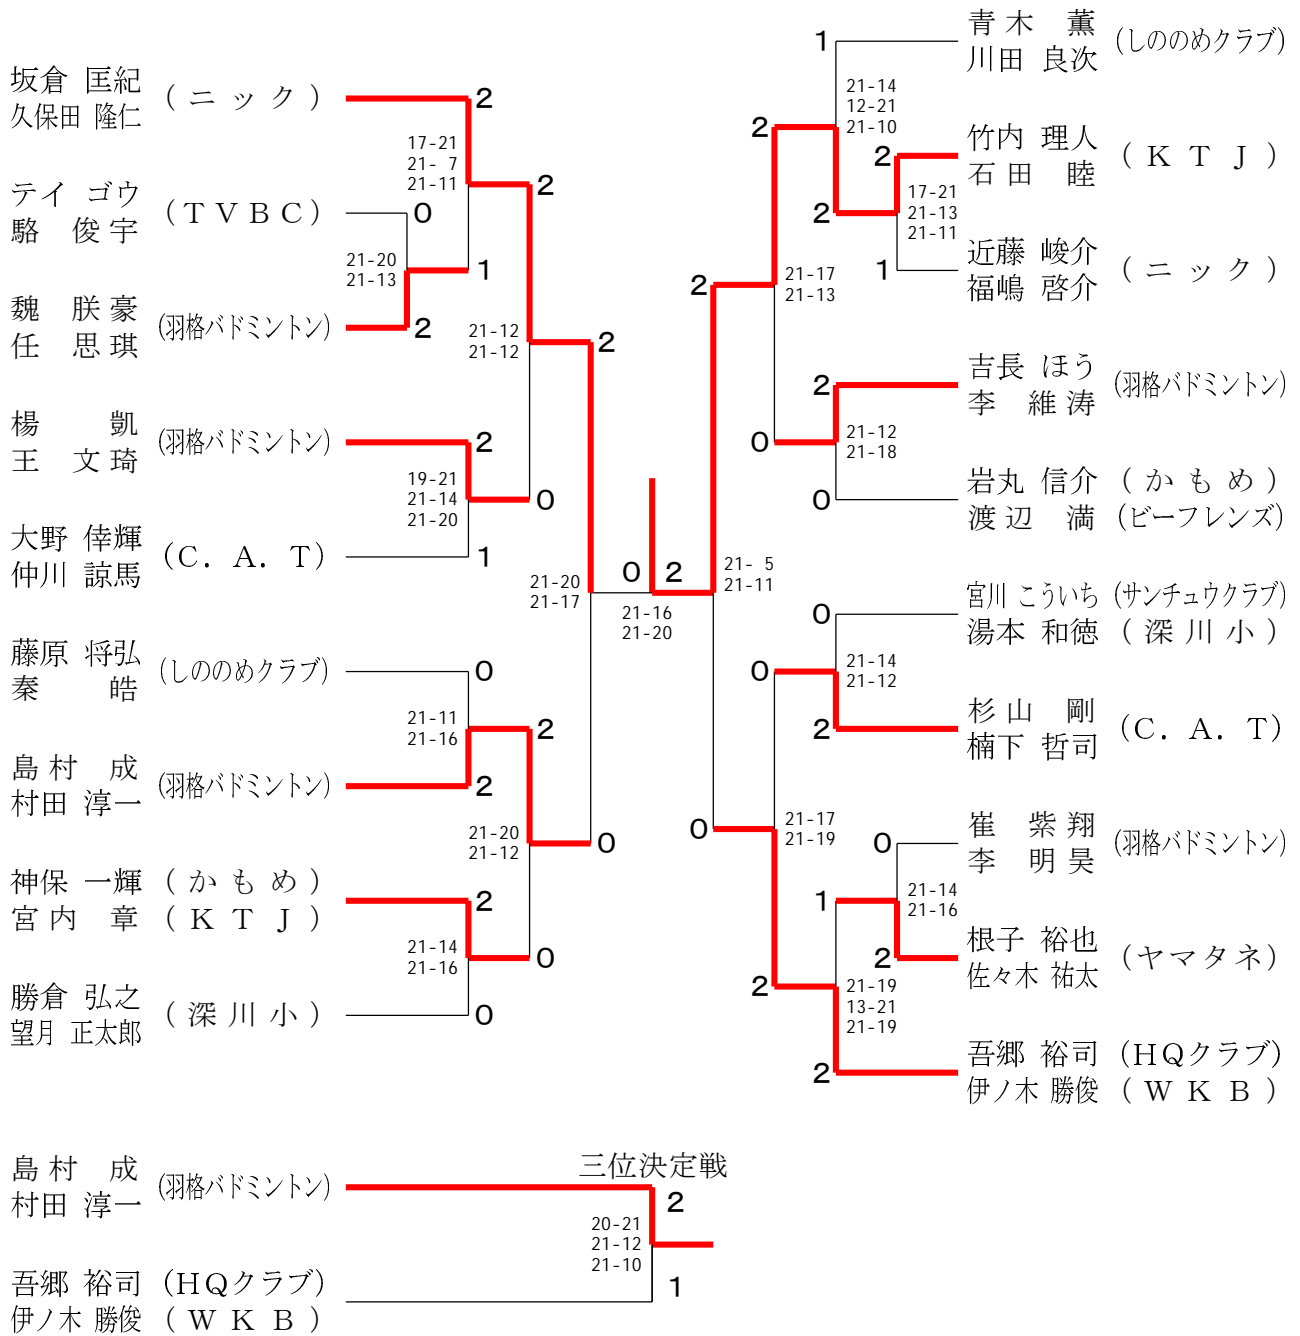 坂倉 匡紀 (ニック)
久保田 隆仁
2
17-21
21- 7
21-11
2
テイ ゴウ (TVBC)
駱 俊宇
0
21-20
21-13
1
魏 朕豪 (羽格バドミントン)
任 思琪
2
21-12
21-12
2
楊 凱 (羽格バドミントン)
王 文琦
2
19-21
21-14
21-20
0
大野 倖輝 (C.A.T)
仲川 諒馬
1
21-20
21-17
藤原 将弘 (しののめクラブ)
秦 皓
0
21-11
21-16
2
島村 成 (羽格バドミントン)
村田 淳一
2
21-20
21-12
0
神保 一輝 (かもめ)
宮内 章 (KTJ)
2
21-14
21-16
0
勝倉 弘之 (深川小)
望月 正太郎
0
0 2
21-16
21-20
青木 薫 (しののめクラブ)
川田 良次
1
21-14
12-21
21-10
2
竹内 理人 (KTJ)
石田 睦
2
17-21
21-13
21-11
2
近藤 峻介 (ニック)
福嶋 啓介
1
21-17
21-13
2
吉長 ほう (羽格バドミントン)
李 維涛
2
21-12
21-18
0
岩丸 信介 (かもめ)
渡辺 満 (ビーフレンズ)
0
21- 5
21-11
宮川 こういち (サンチュウクラブ)
湯本 和徳 (深川小)
0
21-14
21-12
0
杉山 剛 (C.A.T)
楠下 哲司
2
21-17
21-19
0
崔 紫翔 (羽格バドミントン)
李 明昊
0
21-14
21-16
1
根子 裕也 (ヤマタネ)
佐々木 祐太
2
21-19
13-21
21-19
2
吾郷 裕司 (HQクラブ)
伊ノ木 勝俊 (WKB)
2
三位決定戦
島村 成 (羽格バドミントン)
村田 淳一
2
20-21
21-12
21-10
吾郷 裕司 (HQクラブ)
伊ノ木 勝俊 (WKB)
1